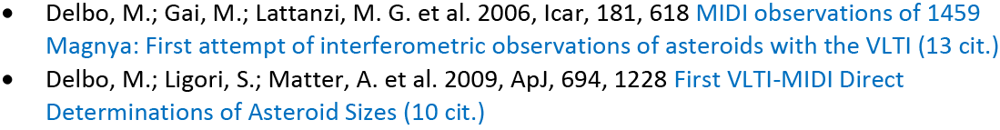 • Delbo, M.; Gai, M.; Lattanzi, M. G. et al. 2006, Icar, 181, 618 MIDI observations of 1459
Magnya: First attempt of interferometric observations of asteroids with the VLTI (13 cit.)
• Delbo, M.; Ligori, S.; Matter, A. et al. 2009, ApJ, 694, 1228 First VLTI-MIDI Direct
Determinations of Asteroid Sizes (10 cit.)